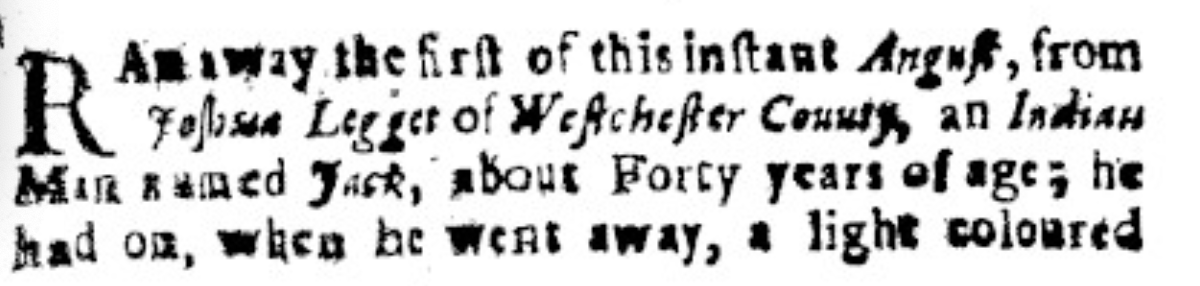 RAn away the firſt of this inſtant Auguſt, from
Joſhua Legget of Weſtcheſter County, an Indian
Man named Jack, about Forty years of age; he
had on, when he went away, a light coloured